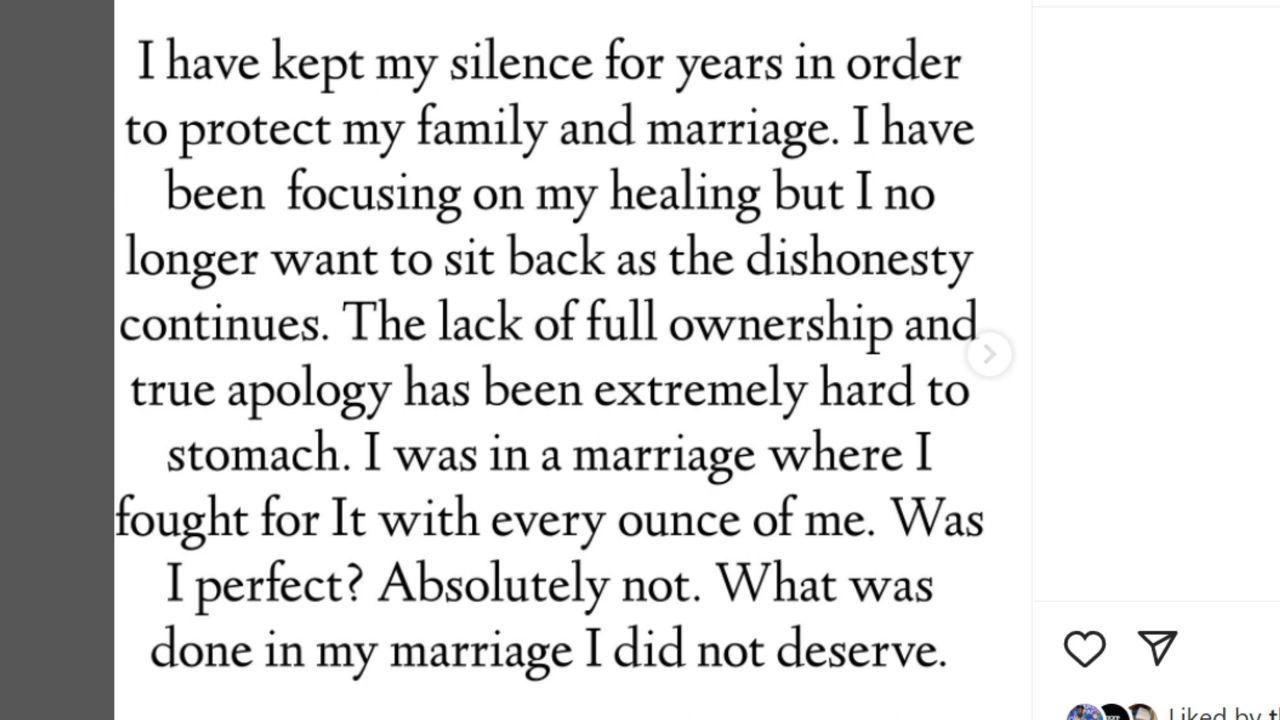 I have kept my silence for years in order
to protect my family and marriage. I have
been  focusing on my healing but I no
longer want to sit back as the dishonesty
continues. The lack of full ownership and
true apology has been extremely hard to
stomach. I was in a marriage where I
fought for It with every ounce of me. Was
I perfect? Absolutely not. What was
done in my marriage I did not deserve.
Liked by